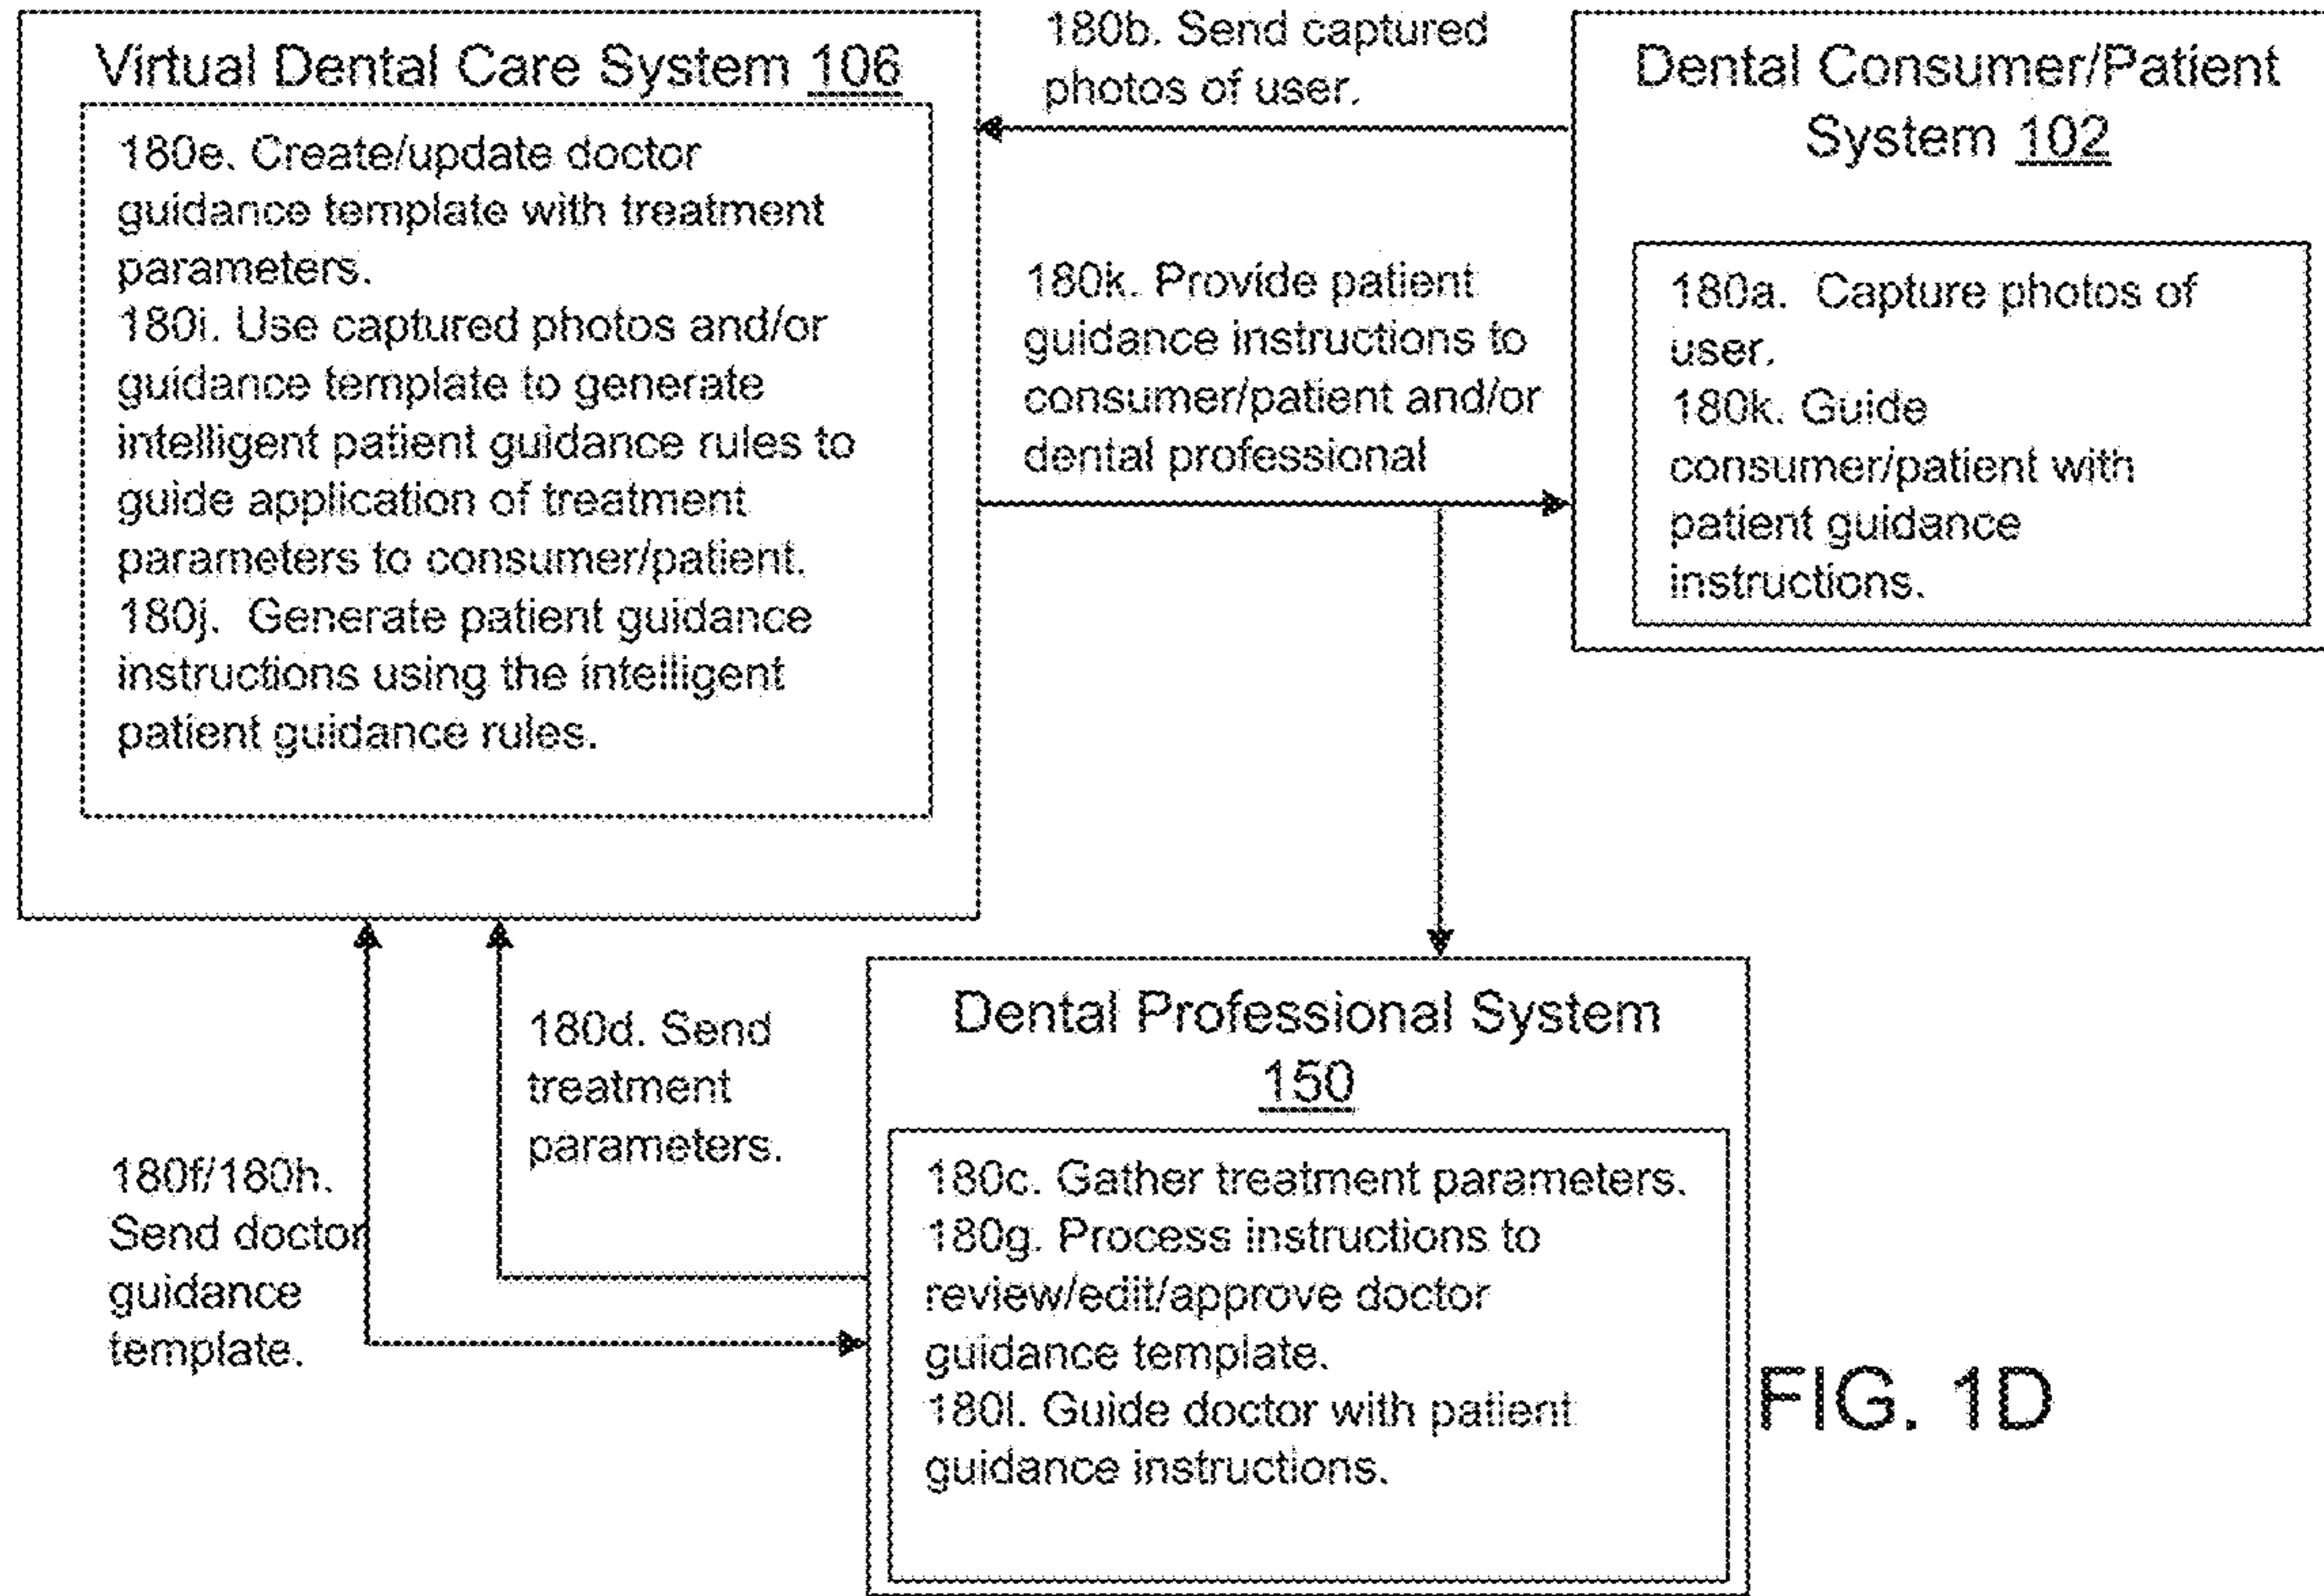 Virtual Dental Care System 106
180e. Create/update doctor
guidance template with treatment
parameters.
180i. Use captured photos and/or
guidance template to generate
intelligent patient guidance rules to
guide application of treatment
parameters to consumer/patient.
180j. Generate patient guidance
instructions using the intelligent
patient guidance rules.
180b. Send captured
photos of user.
180k. Provide patient
guidance instructions to
consumer/patient and/or
dental professional
Dental Consumer/Patient
System 102
180a. Capture photos of
user.
180k. Guide
consumer/patient with
patient guidance
instructions.
180f/180h.
Send doctor
guidance
template.
180d. Send
treatment
parameters.
Dental Professional System
150
180c. Gather treatment parameters.
180g. Process instructions to
review/edit/approve doctor
guidance template.
180l. Guide doctor with patient
guidance instructions.
FIG. 1D